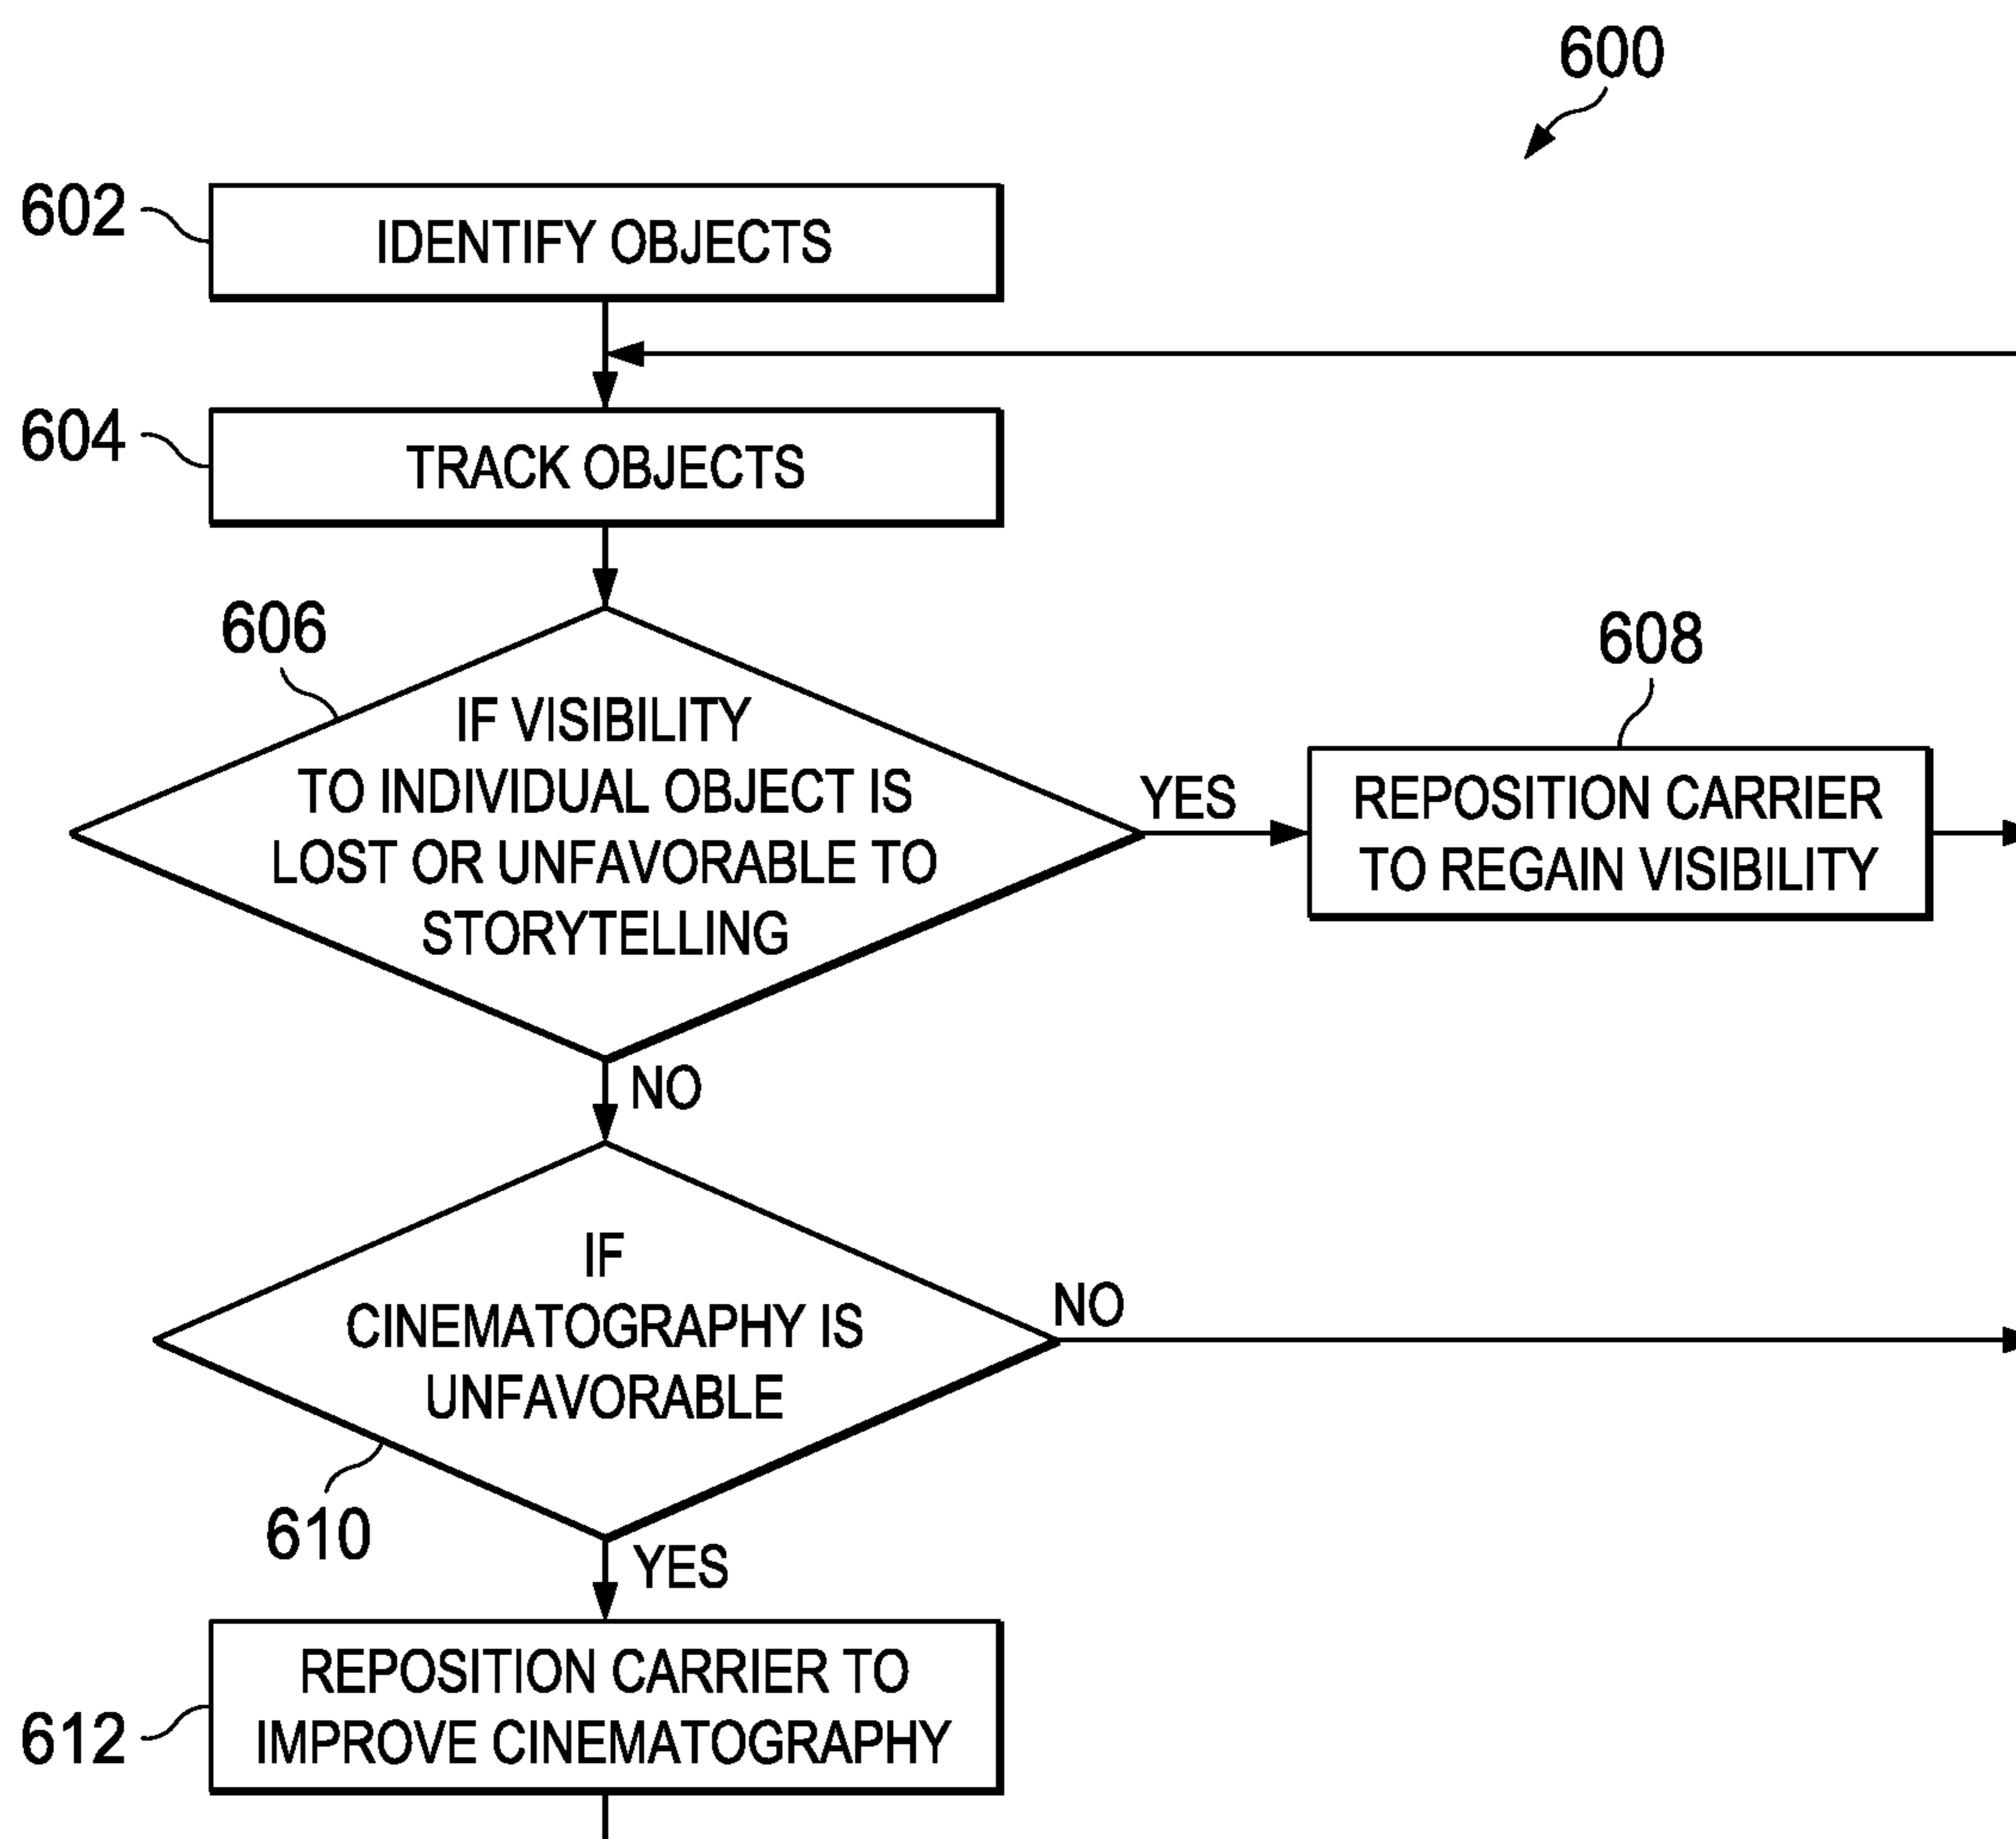 600
602
IDENTIFY OBJECTS
604
TRACK OBJECTS
606
IF VISIBILITY
TO INDIVIDUAL OBJECT IS
LOST OR UNFAVORABLE TO
STORYTELLING
YES
608
REPOSITION CARRIER
TO REGAIN VISIBILITY
NO
IF
CINEMATOGRAPHY IS
UNFAVORABLE
NO
610
YES
612
REPOSITION CARRIER TO
IMPROVE CINEMATOGRAPHY